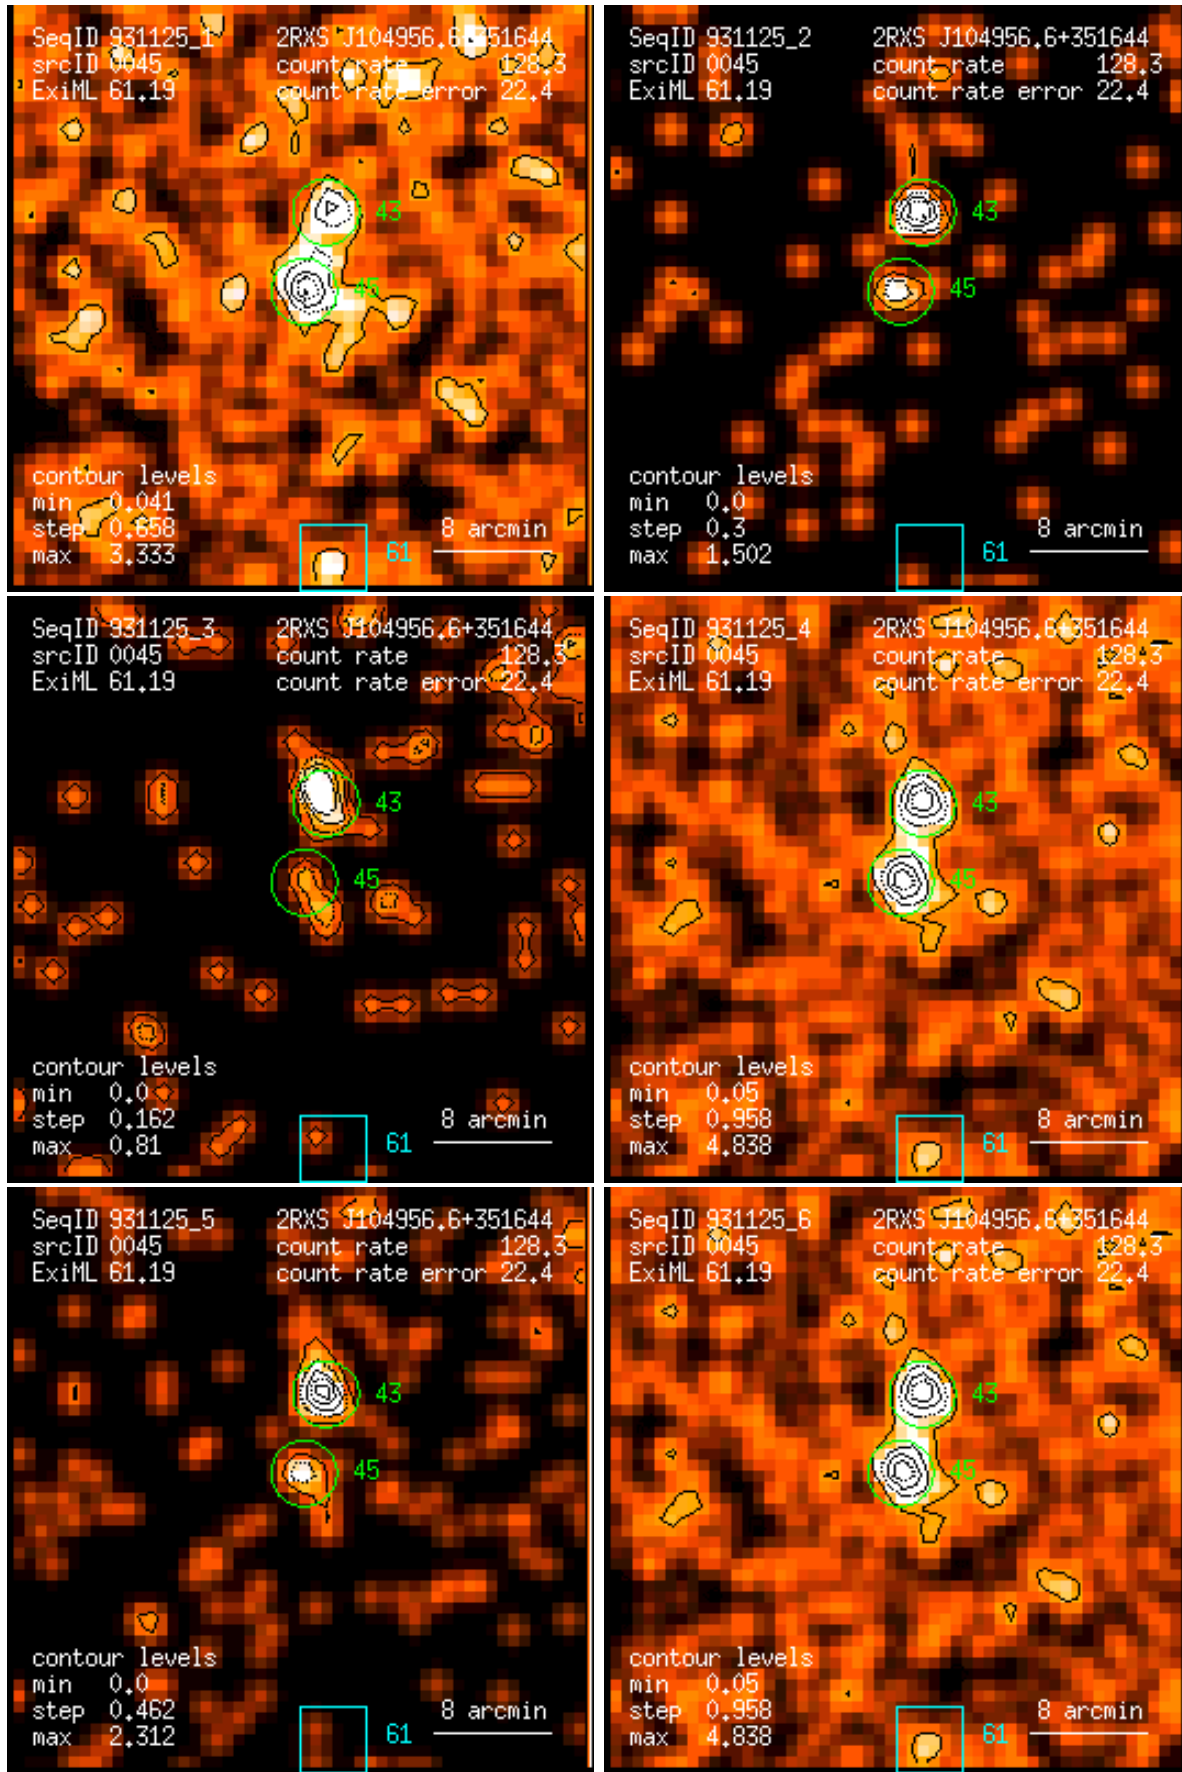 SeqID 931125_1 2RXS J104956.6+351644
srcID 0045 count rate 128.3
ExiML 61.19 count rate error 22.4
43
45
contour levels
min 0.041
step 0.658 8 arcmin
max 3.333 61
SeqID 931125_2 2RXS J104956.6+351644
srcID 0045 count rate 128.3
ExiML 61.19 count rate error 22.4
43
45
contour levels
min 0.0
step 0.3 8 arcmin
max 1.502 61
SeqID 931125_3 2RXS J104956.6+351644
srcID 0045 count rate 128.3
ExiML 61.19 count rate error 22.4
43
45
contour levels
min 0.0
step 0.162 8 arcmin
max 0.81 61
SeqID 931125_4 2RXS J104956.6+351644
srcID 0045 count rate 128.3
ExiML 61.19 count rate error 22.4
43
45
contour levels
min 0.05
step 0.958 8 arcmin
max 4.838 61
SeqID 931125_5 2RXS J104956.6+351644
srcID 0045 count rate 128.3
ExiML 61.19 count rate error 22.4
43
45
contour levels
min 0.0
step 0.462 8 arcmin
max 2.312 61
SeqID 931125_6 2RXS J104956.6+351644
srcID 0045 count rate 128.3
ExiML 61.19 count rate error 22.4
43
45
contour levels
min 0.05
step 0.958 8 arcmin
max 4.838 61